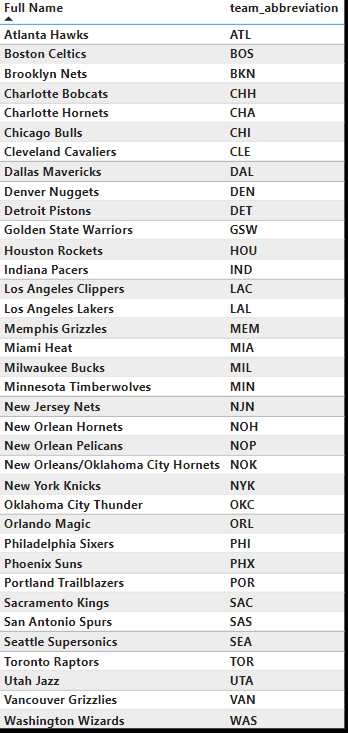 Full Name team_abbreviation
Atlanta Hawks ATL
Boston Celtics BOS
Brooklyn Nets BKN
Charlotte Bobcats CHH
Charlotte Hornets CHA
Chicago Bulls CHI
Cleveland Cavaliers CLE
Dallas Mavericks DAL
Denver Nuggets DEN
Detroit Pistons DET
Golden State Warriors GSW
Houston Rockets HOU
Indiana Pacers IND
Los Angeles Clippers LAC
Los Angeles Lakers LAL
Memphis Grizzles MEM
Miami Heat MIA
Milwaukee Bucks MIL
Minnesota Timberwolves MIN
New Jersey Nets NJN
New Orlean Hornets NOH
New Orlean Pelicans NOP
New Orleans/Oklahoma City Hornets NOK
New York Knicks NYK
Oklahoma City Thunder OKC
Orlando Magic ORL
Philadelphia Sixers PHI
Phoenix Suns PHX
Portland Trailblazers POR
Sacramento Kings SAC
San Antonio Spurs SAS
Seattle Supersonics SEA
Toronto Raptors TOR
Utah Jazz UTA
Vancouver Grizzlies VAN
Washington Wizards WAS